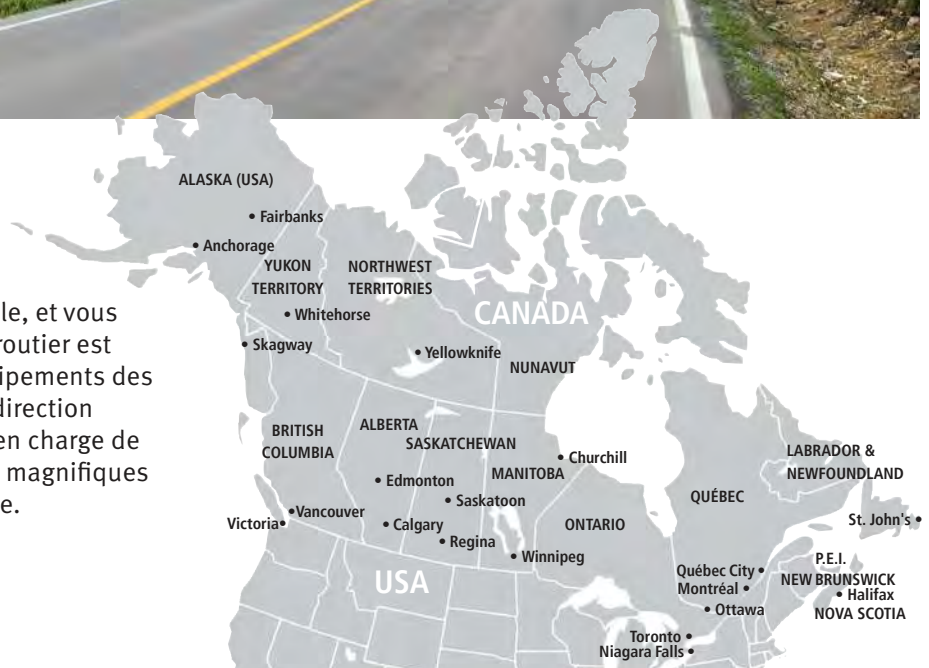 le, et vous
routier est
ipements des
direction
en charge de
magnifiques
e.
ALASKA (USA)
• Fairbanks
• Anchorage
YUKON
TERRITORY
NORTHWEST
TERRITORIES
• Whitehorse
CANADA
• Skagway
• Yellowknife
NUNAVUT
BRITISH
COLUMBIA
ALBERTA
SASKATCHEWAN
MANITOBA
• Churchill
LABRADOR &
NEWFOUNDLAND
• Edmonton
• Saskatoon
QUÉBEC
•Vancouver
Victoria•
• Calgary
ONTARIO
St. John's •
• Regina
• Winnipeg
P.E.I.
USA
Québec City •
NEW BRUNSWICK
Montréal •
• Halifax
• Ottawa
NOVA SCOTIA
Toronto •
Niagara Falls •